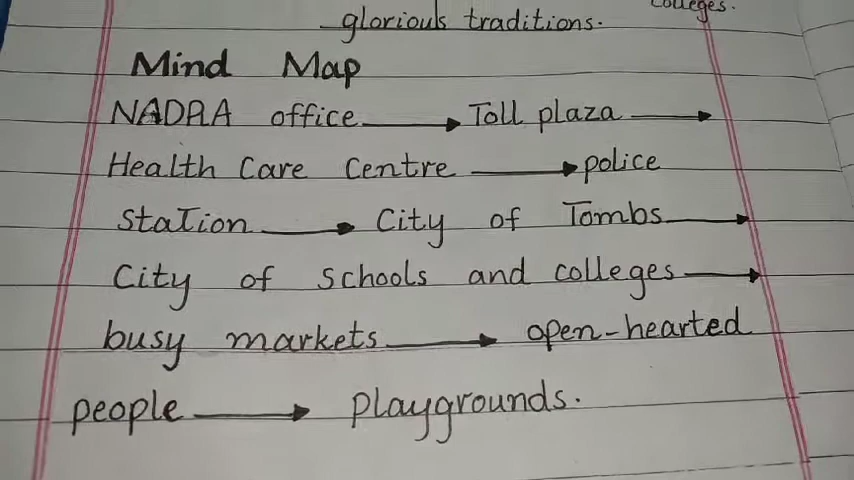 colleges.
glorious traditions.
Mind Map
NADRA office → Toll plaza →
Health Care Centre → police
station → City of Tombs →
City of schools and colleges →
busy markets → open-hearted
people → playgrounds.